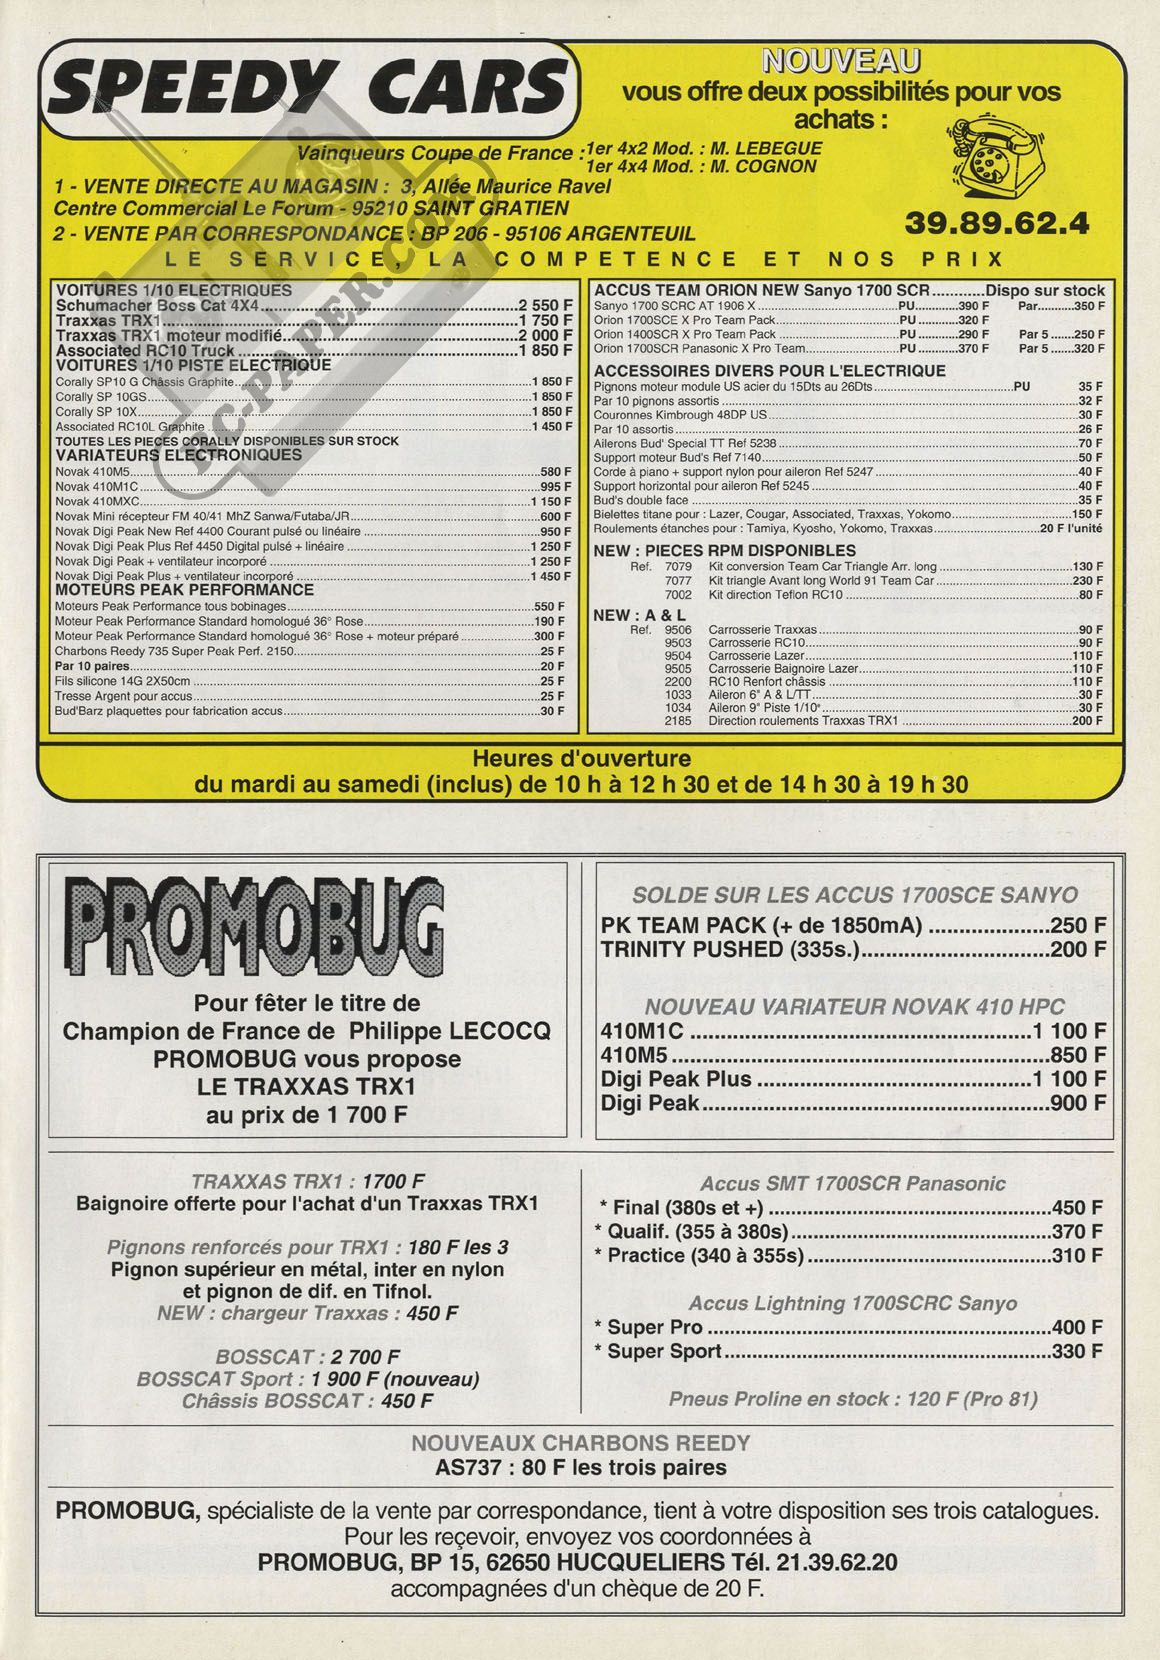 SPEEDY CARS
NOUVEAU
vous offre deux possibilités pour vos
achats :
Vainqueurs Coupe de France :1er 4x2 Mod. : M. LEBEGUE
1er 4x4 Mod. : M. COGNON
1 - VENTE DIRECTE AU MAGASIN : 3, Allée Maurice Ravel
Centre Commercial Le Forum - 95210 SAINT GRATIEN
2 - VENTE PAR CORRESPONDANCE : BP 206 - 95106 ARGENTEUIL
39.89.62.4
LE SERVICE, LA COMPETENCE ET NOS PRIX
RC-PAPER.COM
VOITURES 1/10 ELECTRIQUES
Schumacher Boss Cat 4X4 2 550 F
Traxxas TRX1 1 750 F
Traxxas TRX1 moteur modifié 2 000 F
Associated RC10 Truck 1 850 F
VOITURES 1/10 PISTE ELECTRIQUE
Corally SP10 G Châssis Graphite 1 850 F
Corally SP 10GS 1 850 F
Corally SP 10X 1 850 F
Associated RC10L Graphite 1 450 F
TOUTES LES PIECES CORALLY DISPONIBLES SUR STOCK
VARIATEURS ELECTRONIQUES
Novak 410M5 580 F
Novak 410M1C 995 F
Novak 410MXC 1 150 F
Novak Mini récepteur FM 40/41 MhZ Sanwa/Futaba/JR 600 F
Novak Digi Peak New Ref 4400 Courant pulsé ou linéaire 950 F
Novak Digi Peak Plus Ref 4450 Digital pulsé + linéaire 1 250 F
Novak Digi Peak + ventilateur incorporé 1 250 F
Novak Digi Peak Plus + ventilateur incorporé 1 450 F
MOTEURS PEAK PERFORMANCE
Moteurs Peak Performance tous bobinages 550 F
Moteur Peak Performance Standard homologué 36° Rose 190 F
Moteur Peak Performance Standard homologué 36° Rose + moteur préparé 300 F
Charbons Reedy 735 Super Peak Perf. 2150 25 F
Par 10 paires 20 F
Fils silicone 14G 2X50cm 25 F
Tresse Argent pour accus 25 F
Bud'Barz plaquettes pour fabrication accus 30 F
ACCUS TEAM ORION NEW Sanyo 1700 SCR Dispo sur stock
Sanyo 1700 SCRC AT 1906 X PU 390 F Par 350 F
Orion 1700SCE X Pro Team Pack PU 320 F
Orion 1400SCR X Pro Team Pack PU 290 F Par 5 250 F
Orion 1700SCR Panasonic X Pro Team PU 370 F Par 5 320 F
ACCESSOIRES DIVERS POUR L'ELECTRIQUE
Pignons moteur module US acier du 15Dts au 26Dts PU 35 F
Par 10 pignons assortis 32 F
Couronnes Kimbrough 48DP US 30 F
Par 10 assortis 26 F
Ailerons Bud' Special TT Ref 5238 70 F
Support moteur Bud's Ref 7140 50 F
Corde à piano + support nylon pour aileron Ref 5247 40 F
Support horizontal pour aileron Ref 5245 40 F
Bud's double face 35 F
Bielettes titane pour : Lazer, Cougar, Associated, Traxxas, Yokomo 150 F
Roulements étanches pour : Tamiya, Kyosho, Yokomo, Traxxas 20 F l'unité
NEW : PIECES RPM DISPONIBLES
Ref. 7079 Kit conversion Team Car Triangle Arr. long 130 F
7077 Kit triangle Avant long World 91 Team Car 230 F
7002 Kit direction Teflon RC10 80 F
NEW : A & L
Ref. 9506 Carrosserie Traxxas 90 F
9503 Carrosserie RC10 90 F
9504 Carrosserie Lazer 110 F
9505 Carrosserie Baignoire Lazer 110 F
2200 RC10 Renfort châssis 110 F
1033 Aileron 6" A & L/TT 30 F
1034 Aileron 9" Piste 1/10e 30 F
2185 Direction roulements Traxxas TRX1 200 F
Heures d'ouverture
du mardi au samedi (inclus) de 10 h à 12 h 30 et de 14 h 30 à 19 h 30
PROMOBUG
Pour fêter le titre de
Champion de France de Philippe LECOCQ
PROMOBUG vous propose
LE TRAXXAS TRX1
au prix de 1 700 F
SOLDE SUR LES ACCUS 1700SCE SANYO
PK TEAM PACK (+ de 1850mA) 250 F
TRINITY PUSHED (335s.) 200 F
NOUVEAU VARIATEUR NOVAK 410 HPC
410M1C 1 100 F
410M5 850 F
Digi Peak Plus 1 100 F
Digi Peak 900 F
TRAXXAS TRX1 : 1700 F
Baignoire offerte pour l'achat d'un Traxxas TRX1
Pignons renforcés pour TRX1 : 180 F les 3
Pignon supérieur en métal, inter en nylon
et pignon de dif. en Tifnol.
NEW : chargeur Traxxas : 450 F
BOSSCAT : 2 700 F
BOSSCAT Sport : 1 900 F (nouveau)
Châssis BOSSCAT : 450 F
Accus SMT 1700SCR Panasonic
* Final (380s et +) 450 F
* Qualif. (355 à 380s) 370 F
* Practice (340 à 355s) 310 F
Accus Lightning 1700SCRC Sanyo
* Super Pro 400 F
* Super Sport 330 F
Pneus Proline en stock : 120 F (Pro 81)
NOUVEAUX CHARBONS REEDY
AS737 : 80 F les trois paires
PROMOBUG, spécialiste de la vente par correspondance, tient à votre disposition ses trois catalogues.
Pour les reçevoir, envoyez vos coordonnées à
PROMOBUG, BP 15, 62650 HUCQUELIERS Tél. 21.39.62.20
accompagnées d'un chèque de 20 F.